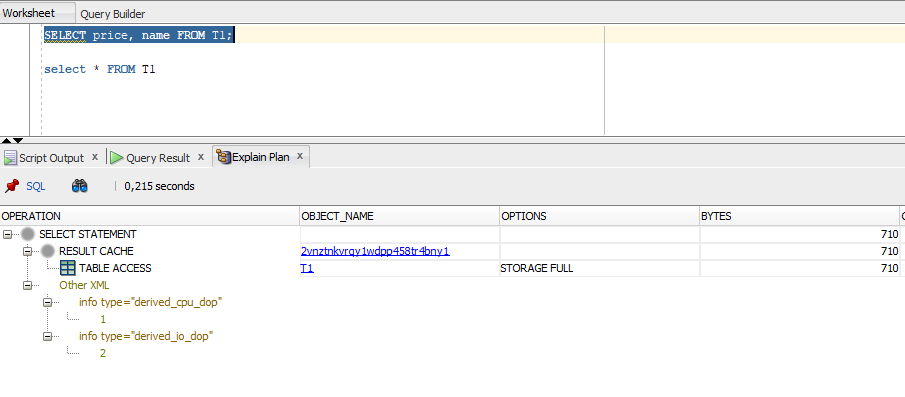 Worksheet Query Builder
SELECT price, name FROM T1;
select * FROM T1
Script Output x Query Result x Explain Plan x
SQL 0,215 seconds
OPERATION OBJECT_NAME OPTIONS BYTES C
SELECT STATEMENT 710
RESULT CACHE 2vnztnkvrqy1wdpp458tr4bny1 710
TABLE ACCESS T1 STORAGE FULL 710
Other XML
info type="derived_cpu_dop"
1
info type="derived_io_dop"
2